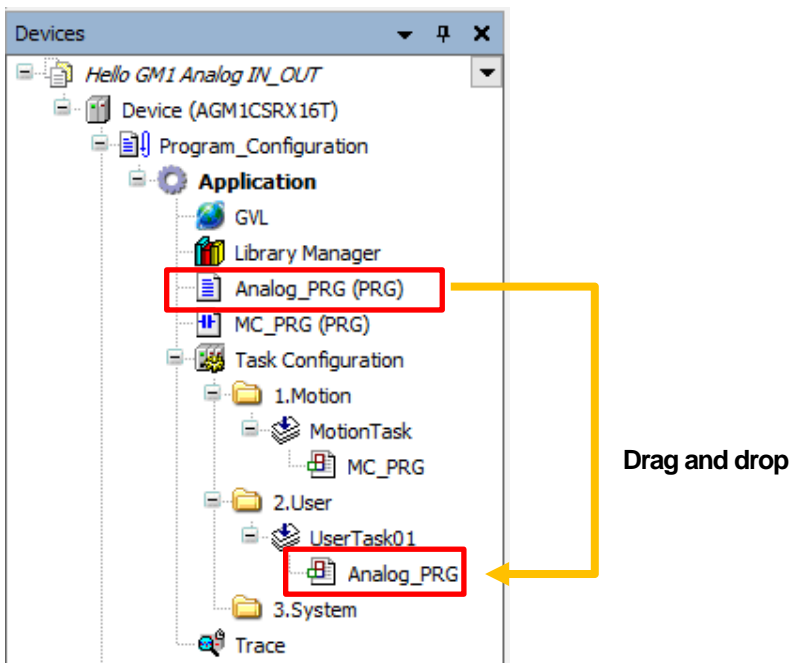 Devices
Hello GM1 Analog IN_OUT
Device (AGM1CSRX16T)
Program_Configuration
Application
GVL
Library Manager
Analog_PRG (PRG)
MC_PRG (PRG)
Task Configuration
1.Motion
MotionTask
MC_PRG
Drag and drop
2.User
UserTask01
Analog_PRG
3.System
Trace